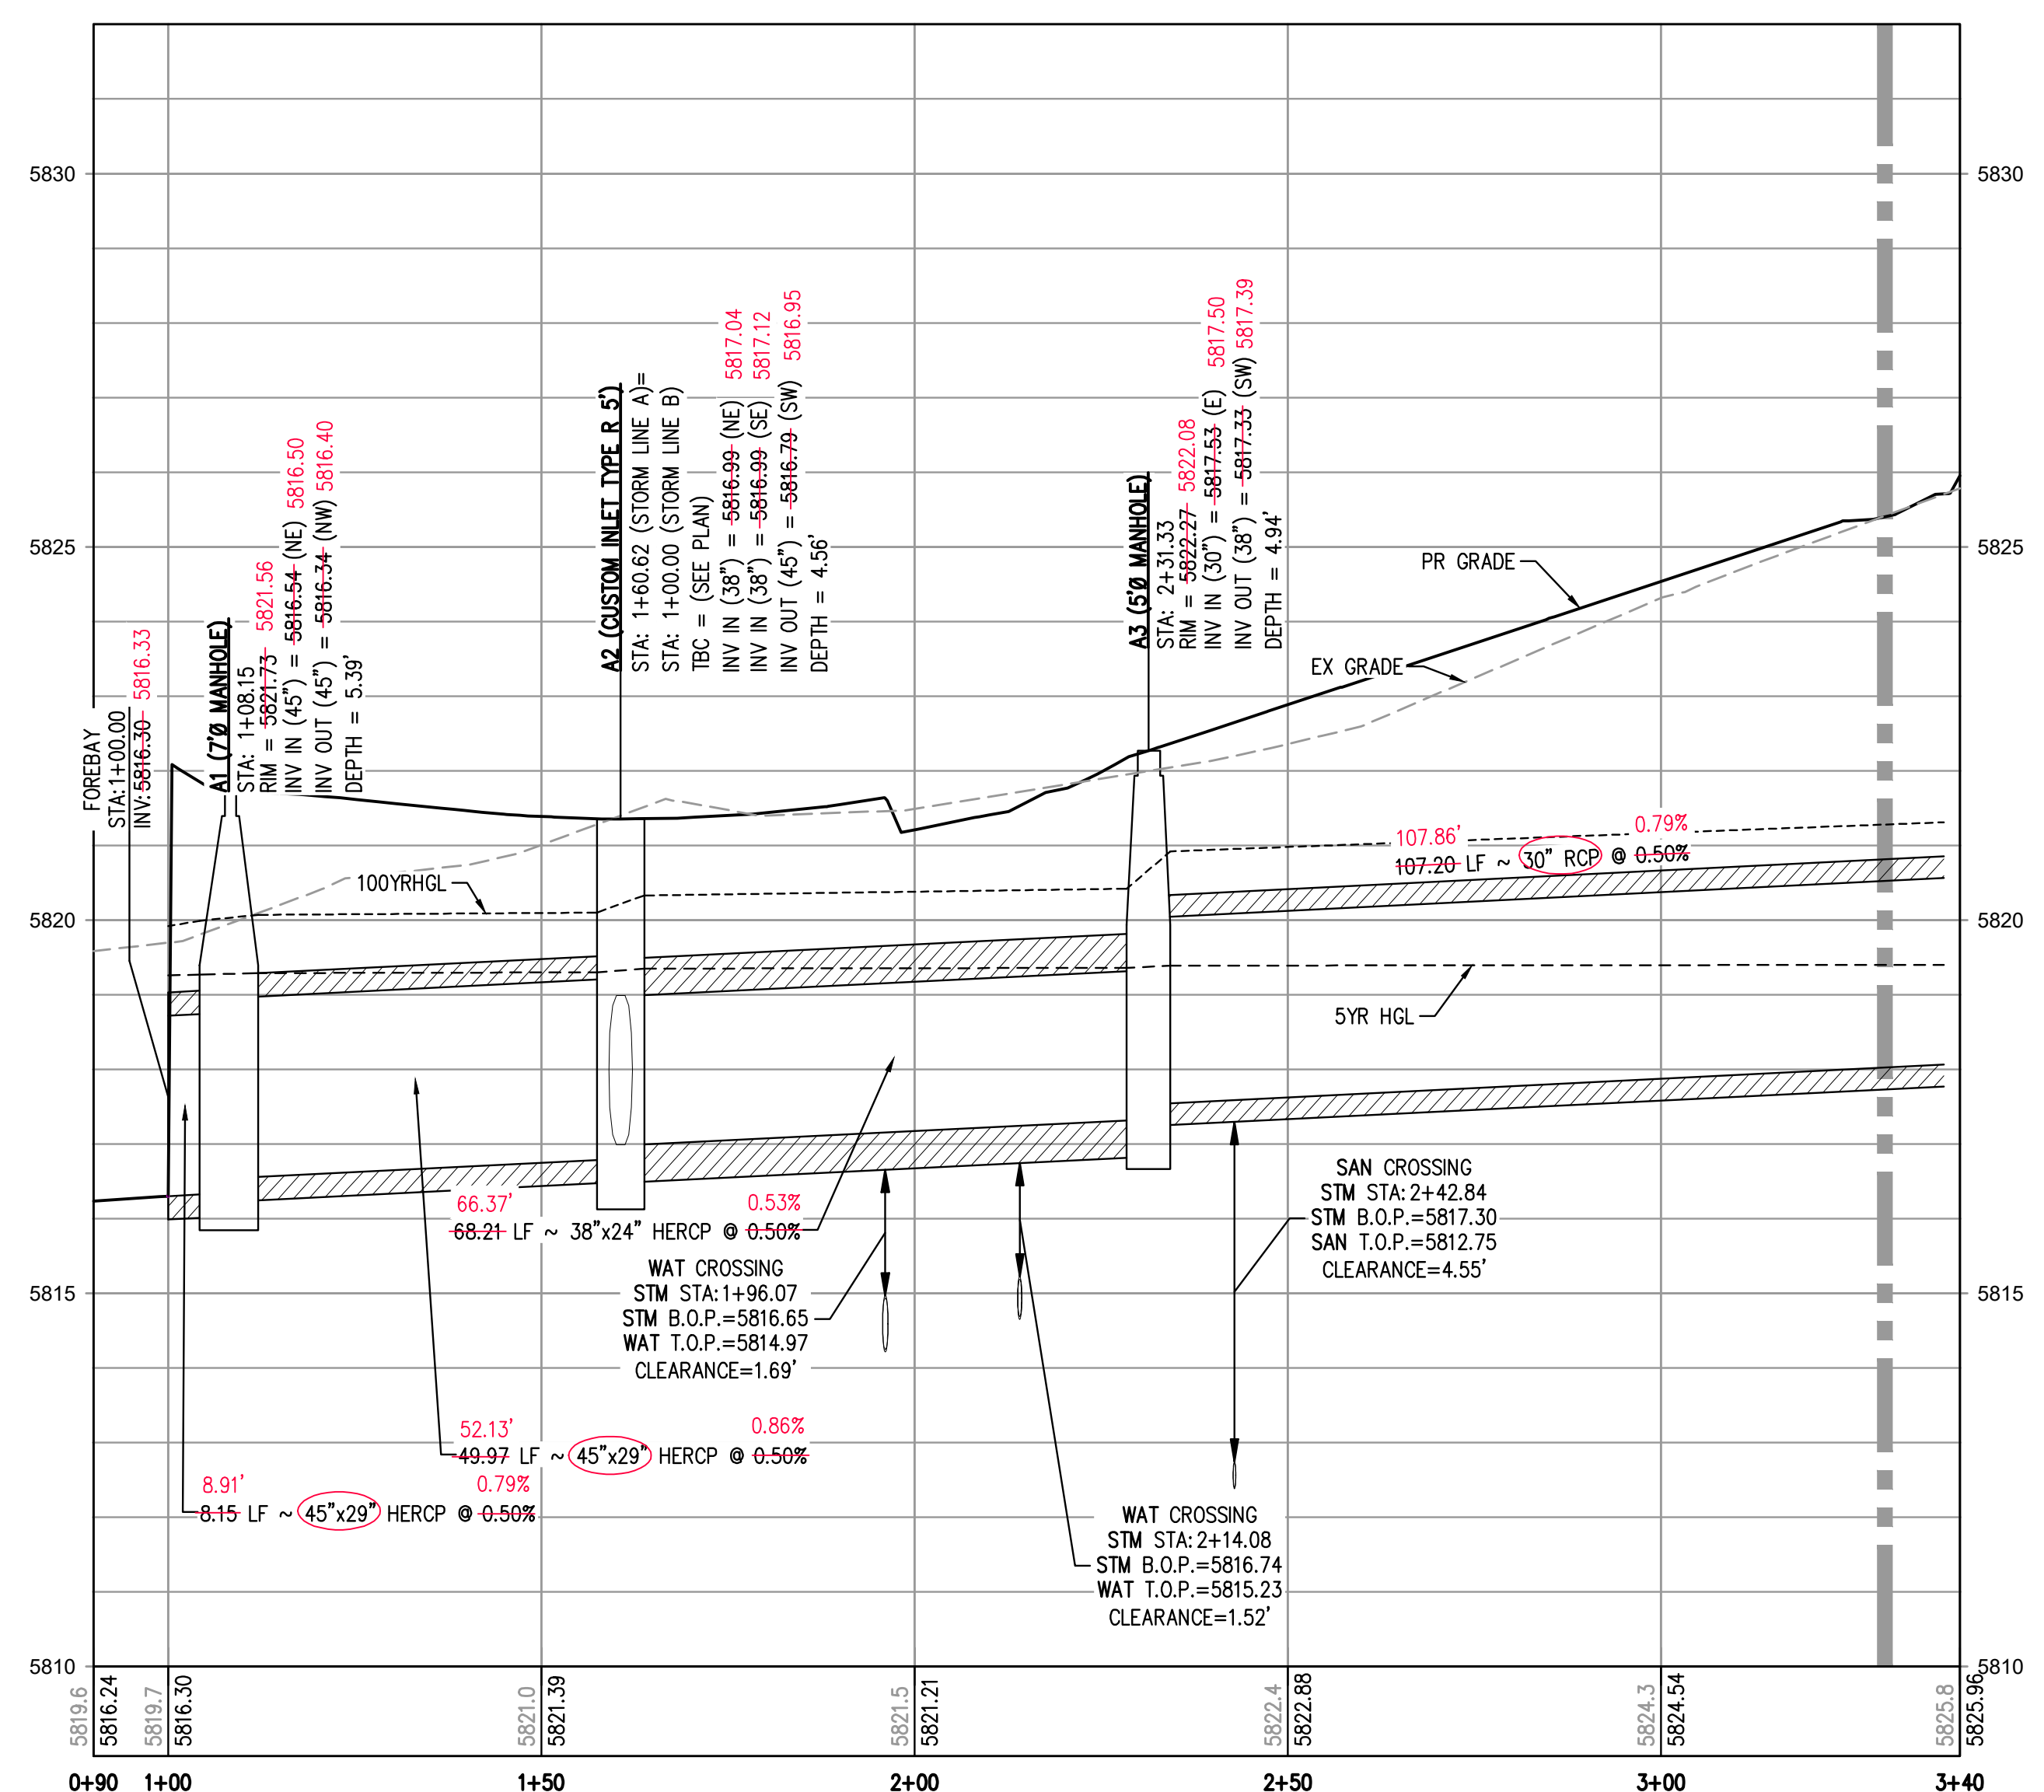 5830
5830
5825
5825
5820
5820
5815
5815
5810
5810
FOREBAY
STA:1+00.00
INV:5816.30 5816.33
A1 (7'Ø MANHOLE)
STA: 1+08.15
RIM = 5821.73 5821.56
INV IN (45") = 5816.54 (NE) 5816.50
INV OUT (45") = 5816.34 (NW) 5816.40
DEPTH = 5.39'
A2 (CUSTOM INLET TYPE R 5')
STA: 1+60.62 (STORM LINE A)=
STA: 1+00.00 (STORM LINE B)
TBC = (SEE PLAN)
INV IN (38") = 5816.99 (NE) 5817.04
INV IN (38") = 5816.99 (SE) 5817.12
INV OUT (45") = 5816.79 (SW) 5816.95
DEPTH = 4.56'
A3 (5'Ø MANHOLE)
STA: 2+31.33
RIM = 5822.27 5822.08
INV IN (30") = 5817.53 (E) 5817.50
INV OUT (38") = 5817.33 (SW) 5817.39
DEPTH = 4.94'
PR GRADE
EX GRADE
100YRHGL
107.86' 0.79%
107.20 LF ~ 30" RCP @ 0.50%
5YR HGL
66.37' 0.53%
68.21 LF ~ 38"x24" HERCP @ 0.50%
WAT CROSSING
STM STA:1+96.07
STM B.O.P.=5816.65
WAT T.O.P.=5814.97
CLEARANCE=1.69'
SAN CROSSING
STM STA:2+42.84
STM B.O.P.=5817.30
SAN T.O.P.=5812.75
CLEARANCE=4.55'
52.13' 0.86%
49.97 LF ~ 45"x29" HERCP @ 0.50%
8.91' 0.79%
8.15 LF ~ 45"x29" HERCP @ 0.50%
WAT CROSSING
STM STA:2+14.08
STM B.O.P.=5816.74
WAT T.O.P.=5815.23
CLEARANCE=1.52'
5819.6
5816.24
5819.7
5816.30
5821.0
5821.39
5821.5
5821.21
5822.4
5822.88
5824.3
5824.54
5825.8
5825.96
0+90 1+00 1+50 2+00 2+50 3+00 3+40